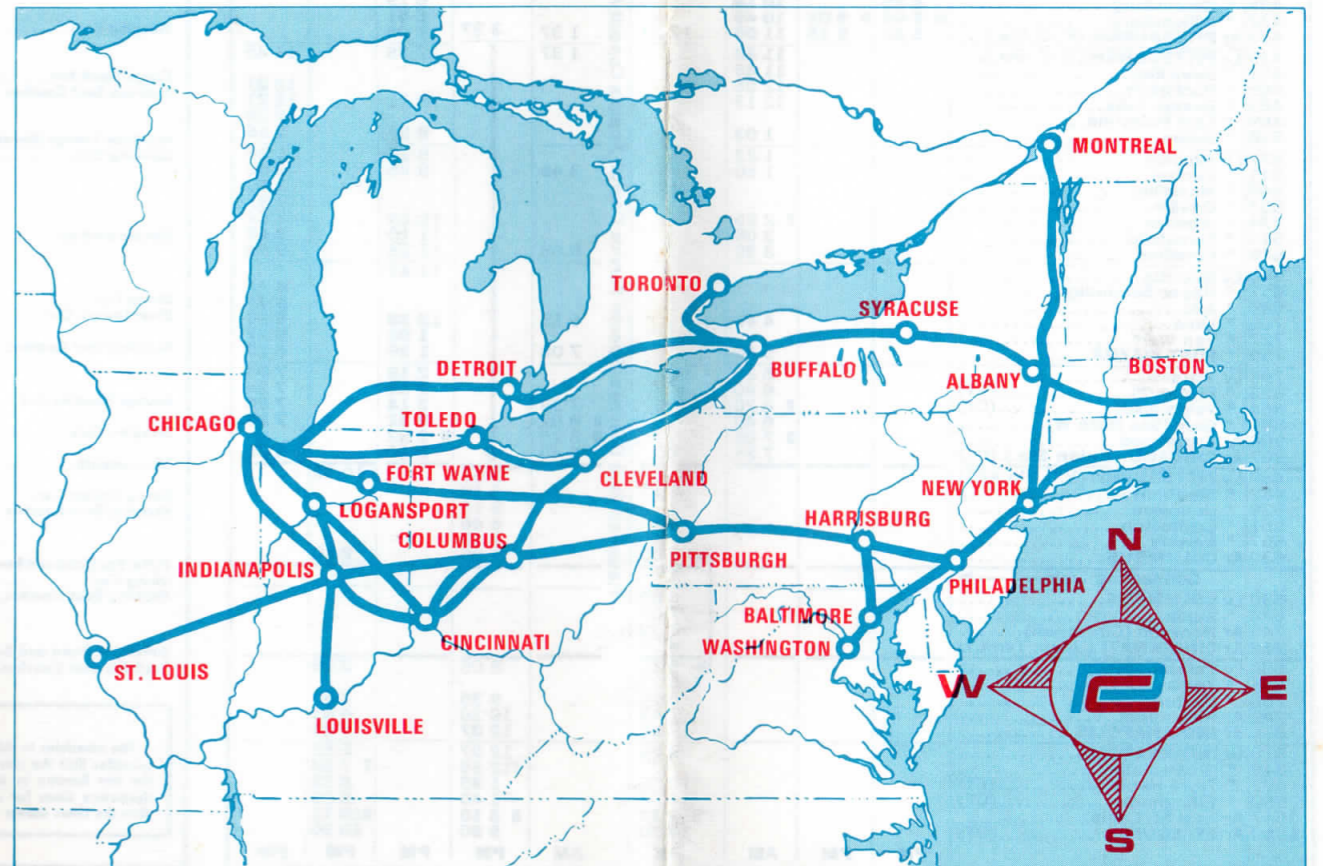 MONTREAL
TORONTO
SYRACUSE
DETROIT
BUFFALO
ALBANY
BOSTON
CHICAGO
TOLEDO
FORT WAYNE
CLEVELAND
LOGANSPORT
NEW YORK
HARRISBURG
COLUMBUS
INDIANAPOLIS
PITTSBURGH
PHILADELPHIA
N
BALTIMORE
CINCINNATI
WASHINGTON
ST. LOUIS
W
PC
E
LOUISVILLE
S